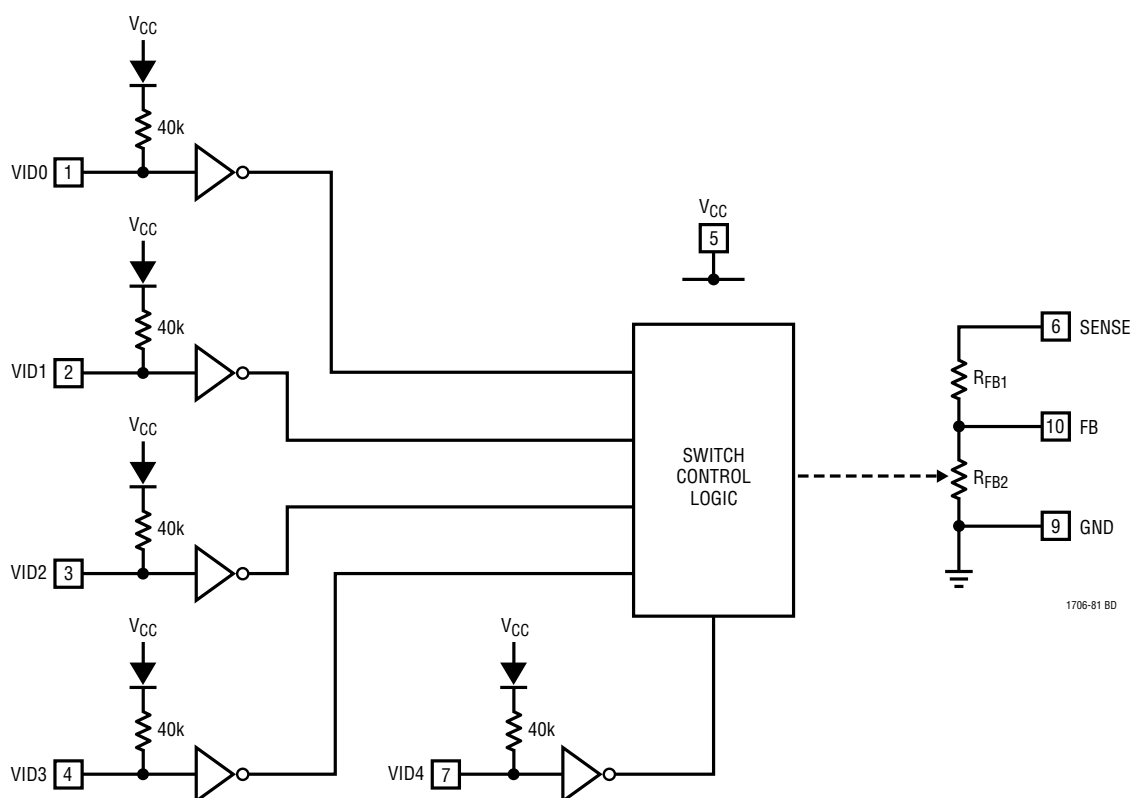 VCC
40k
VID0 1
VCC
40k
VID1 2
VCC
40k
VID2 3
VCC
40k
VID3 4
VCC
40k
VID4 7
VCC
5
SWITCH
CONTROL
LOGIC
6 SENSE
RFB1
10 FB
RFB2
9 GND
1706-81 BD